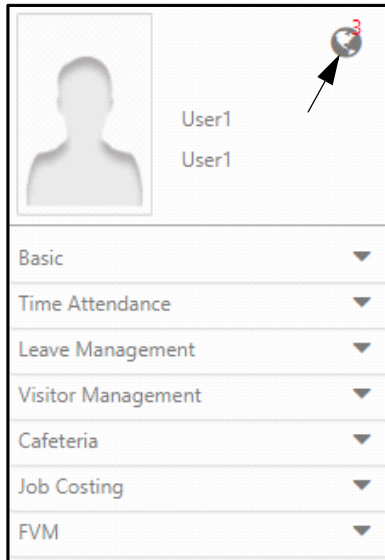 3
User1
User1
Basic
Time Attendance
Leave Management
Visitor Management
Cafeteria
Job Costing
FVM